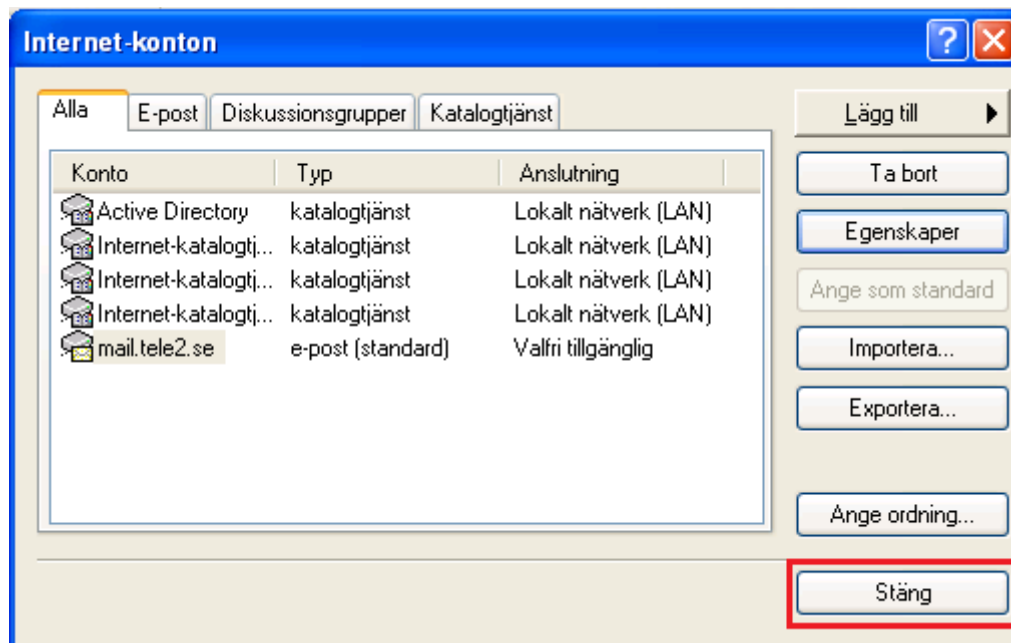 Internet-konton
Alla E-post Diskussionsgrupper Katalogtjänst
Konto Typ Anslutning
Active Directory katalogtjänst Lokalt nätverk (LAN)
Internet-katalogtj... katalogtjänst Lokalt nätverk (LAN)
Internet-katalogtj... katalogtjänst Lokalt nätverk (LAN)
Internet-katalogtj... katalogtjänst Lokalt nätverk (LAN)
mail.tele2.se e-post (standard) Valfri tillgänglig
Lägg till
Ta bort
Egenskaper
Ange som standard
Importera...
Exportera...
Ange ordning...
Stäng